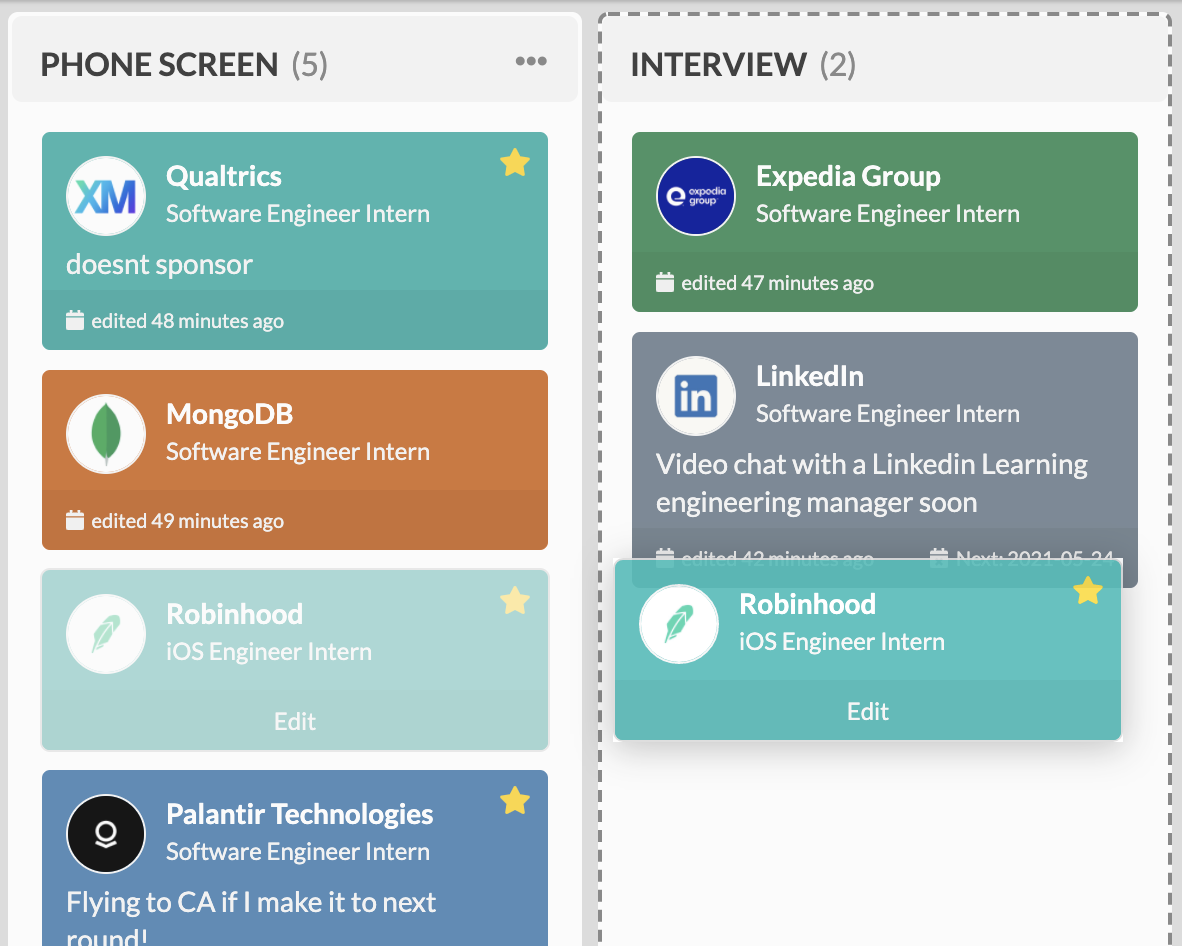 PHONE SCREEN (5)
Qualtrics
XM
Software Engineer Intern
doesnt sponsor
edited 48 minutes ago
MongoDB
Software Engineer Intern
edited 49 minutes ago
Robinhood
iOS Engineer Intern
Edit
Palantir Technologies
Software Engineer Intern
Flying to CA if I make it to next
round!
INTERVIEW (2)
Expedia Group
expedia
group
Software Engineer Intern
edited 47 minutes ago
LinkedIn
in
Software Engineer Intern
Video chat with a Linkedin Learning
engineering manager soon
edited 42 minutes ago Next: 2021-05-24
Robinhood
iOS Engineer Intern
Edit